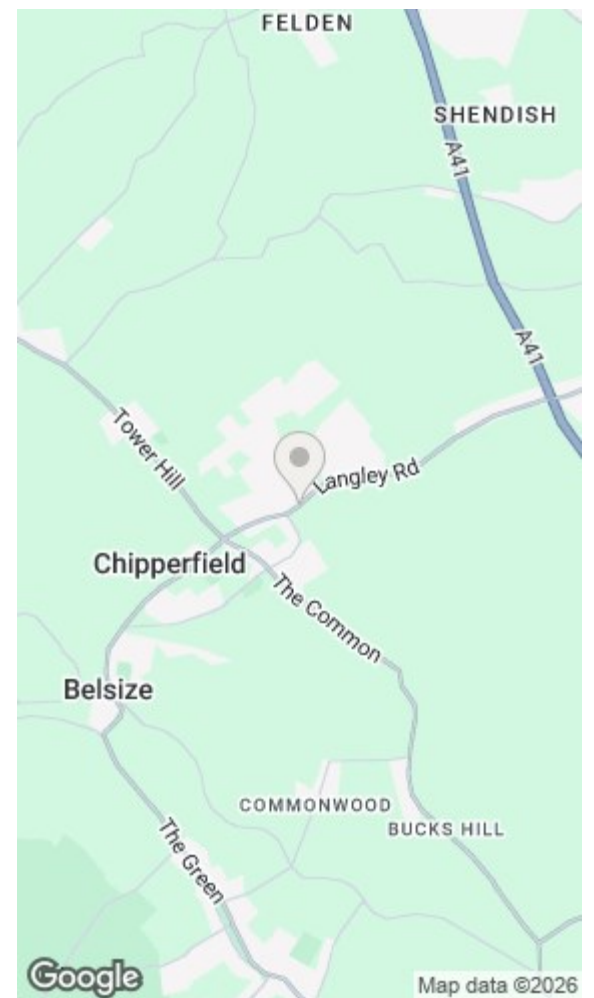 FELDEN
SHENDISH
A41
A41
Tower Hill
Langley Rd
Chipperfield
The Common
Belsize
COMMONWOOD
BUCKS HILL
The Green
Google
Map data ©2026